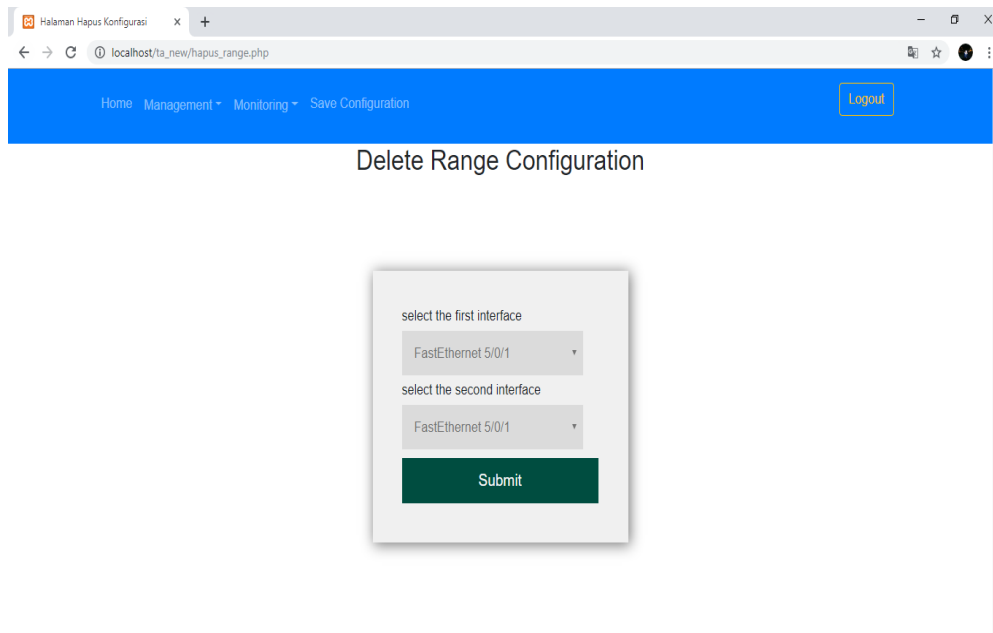 Halaman Hapus Konfigurasi
localhost/ta_new/hapus_range.php
Home Management Monitoring Save Configuration Logout
Delete Range Configuration
select the first interface
FastEthernet 5/0/1
select the second interface
FastEthernet 5/0/1
Submit